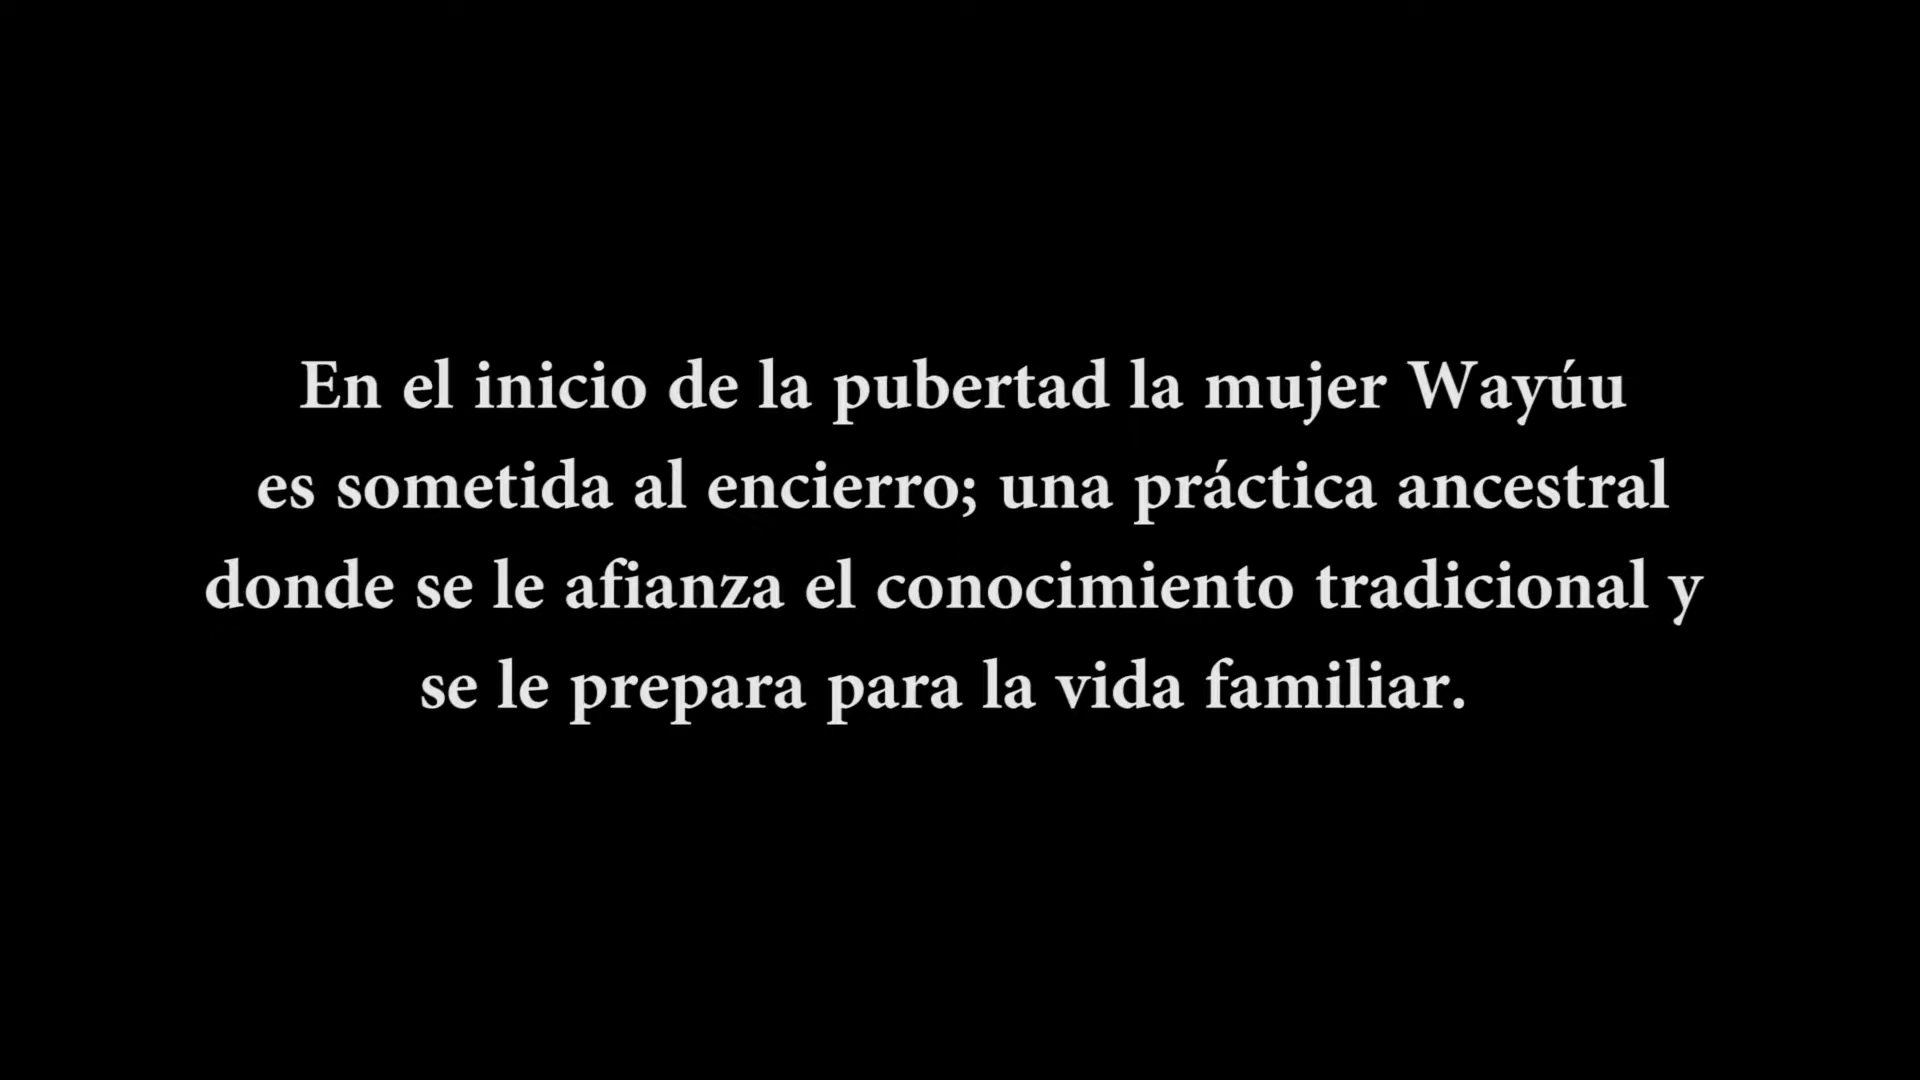 En el inicio de la pubertad la mujer Wayúu
es sometida al encierro; una práctica ancestral
donde se le afianza el conocimiento tradicional y
se le prepara para la vida familiar.